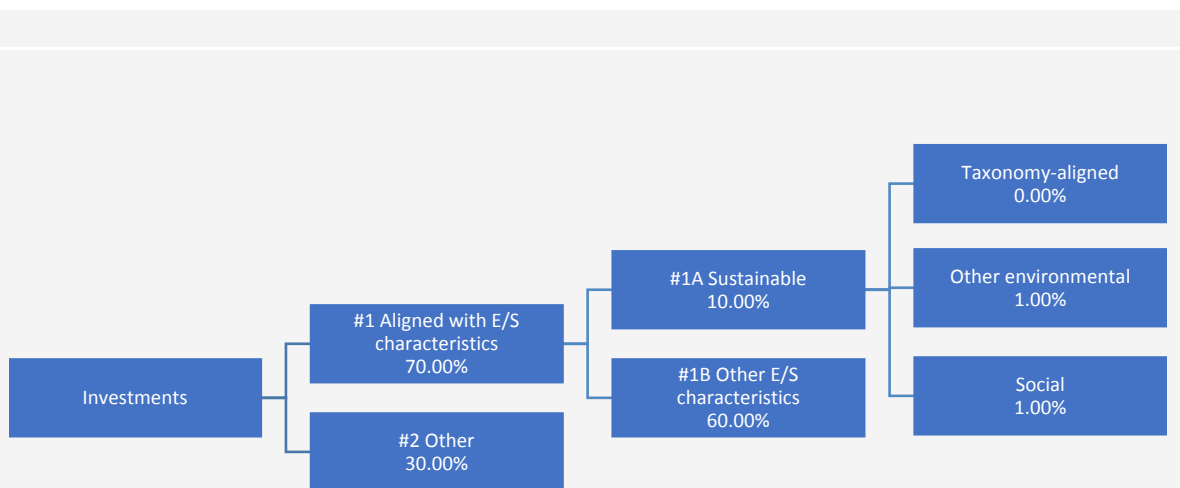 Investments
#1 Aligned with E/S
characteristics
70.00%
#2 Other
30.00%
#1A Sustainable
10.00%
#1B Other E/S
characteristics
60.00%
Taxonomy-aligned
0.00%
Other environmental
1.00%
Social
1.00%